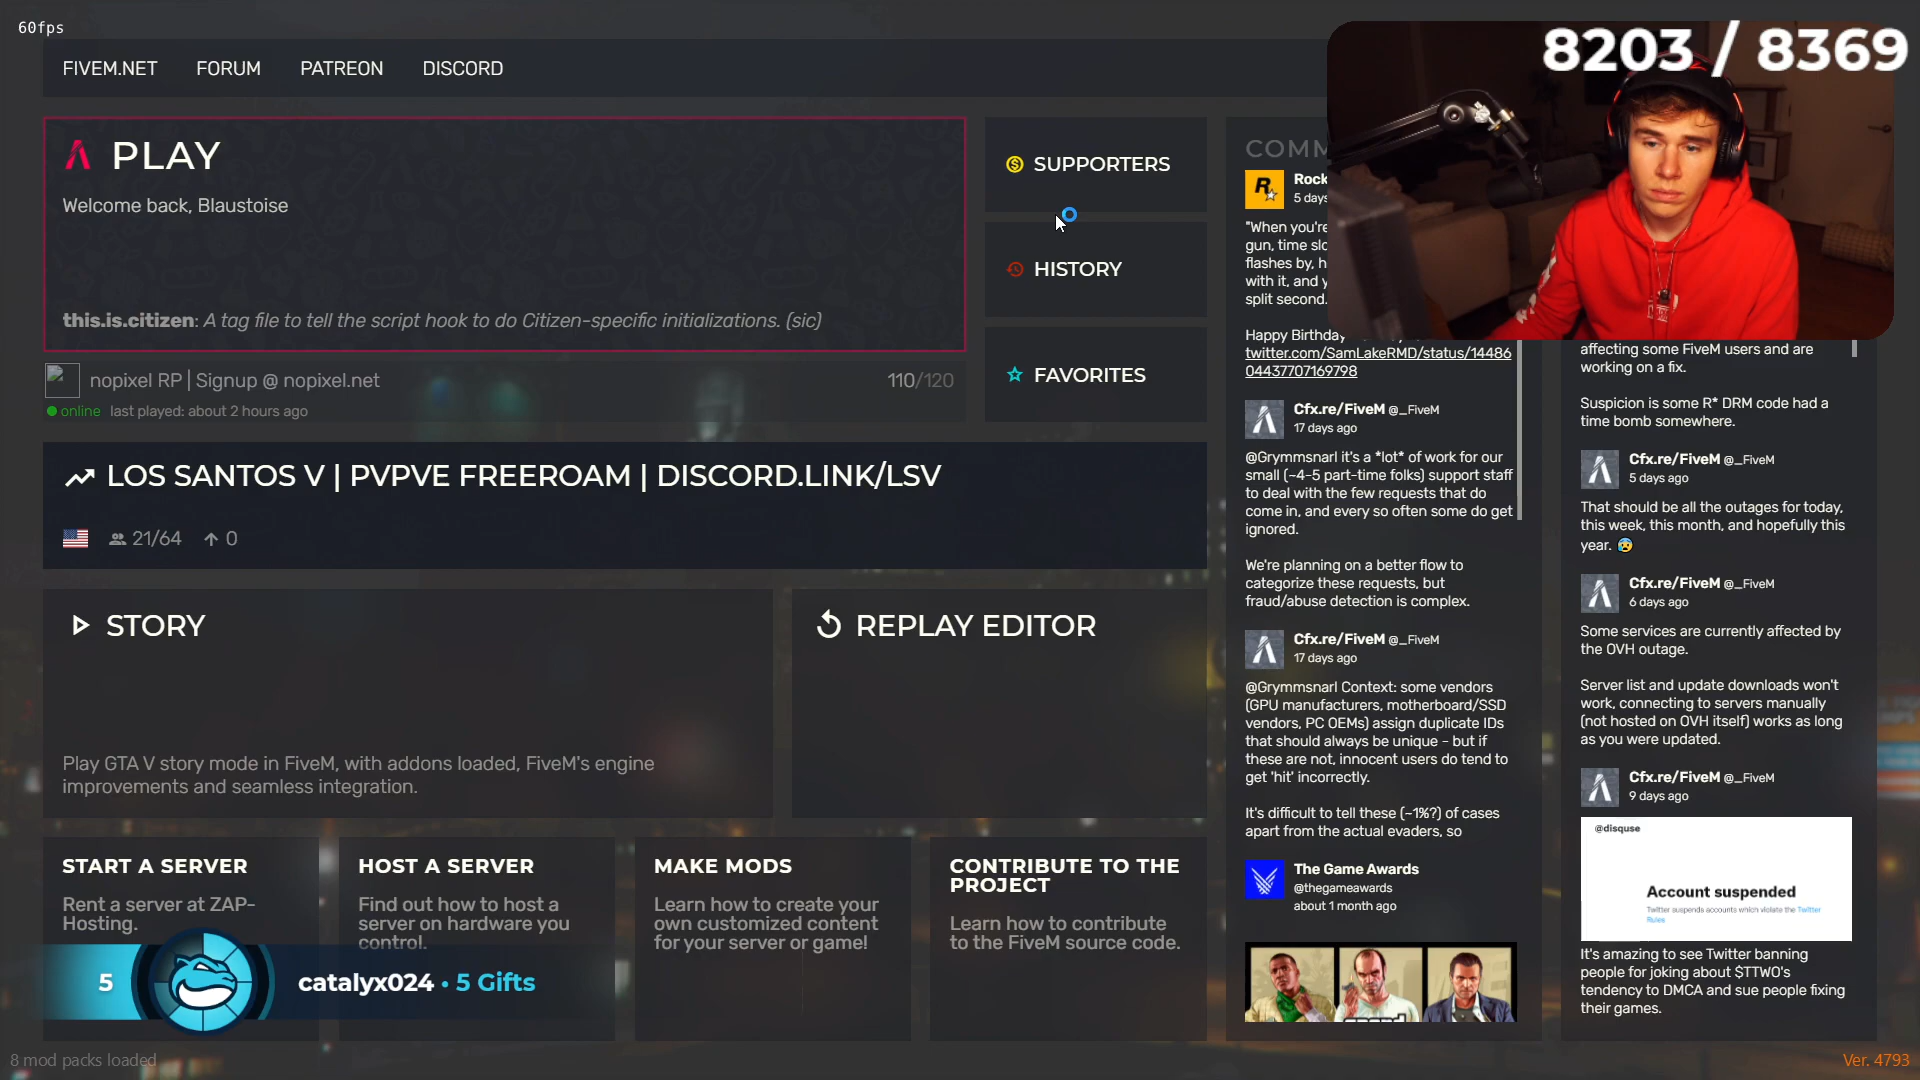 60fps
FIVEM.NET FORUM PATREON DISCORD
8203 / 8369
PLAY
Welcome back, Blaustoise
this.is.citizen: A tag file to tell the script hook to do Citizen-specific initializations. (sic)
nopixel RP | Signup @ nopixel.net 110/120
online last played: about 2 hours ago
SUPPORTERS
HISTORY
FAVORITES
LOS SANTOS V | PVPVE FREEROAM | DISCORD.LINK/LSV
21/64 0
STORY
Play GTA V story mode in FiveM, with addons loaded, FiveM's engine
improvements and seamless integration.
REPLAY EDITOR
START A SERVER
Rent a server at ZAP-
Hosting.
HOST A SERVER
Find out how to host a
server on hardware you
control.
MAKE MODS
Learn how to create your
own customized content
for your server or game!
CONTRIBUTE TO THE
PROJECT
Learn how to contribute
to the FiveM source code.
5 catalyx024 • 5 Gifts
8 mod packs loaded
COMM
R
Rock
5 days
"When you're
gun, time slo
flashes by, h
with it, and y
split second.
Happy Birthday
twitter.com/SamLakeRMD/status/14486
04437707169798
Cfx.re/FiveM @_FiveM
17 days ago
@Grymmsnarl it's a *lot* of work for our
small (~4-5 part-time folks) support staff
to deal with the few requests that do
come in, and every so often some do get
ignored.
We're planning on a better flow to
categorize these requests, but
fraud/abuse detection is complex.
Cfx.re/FiveM @_FiveM
17 days ago
@Grymmsnarl Context: some vendors
(GPU manufacturers, motherboard/SSD
vendors, PC OEMs) assign duplicate IDs
that should always be unique - but if
these are not, innocent users do tend to
get 'hit' incorrectly.
It's difficult to tell these (~1%?) of cases
apart from the actual evaders, so
The Game Awards
@thegameawards
about 1 month ago
affecting some FiveM users and are
working on a fix.
Suspicion is some R* DRM code had a
time bomb somewhere.
Cfx.re/FiveM @_FiveM
5 days ago
That should be all the outages for today,
this week, this month, and hopefully this
year. 😰
Cfx.re/FiveM @_FiveM
6 days ago
Some services are currently affected by
the OVH outage.
Server list and update downloads won't
work, connecting to servers manually
(not hosted on OVH itself) works as long
as you were updated.
Cfx.re/FiveM @_FiveM
9 days ago
@disquse
Account suspended
Twitter suspends accounts which violate the Twitter
Rules
It's amazing to see Twitter banning
people for joking about $TTWO's
tendency to DMCA and sue people fixing
their games.
Ver. 4793